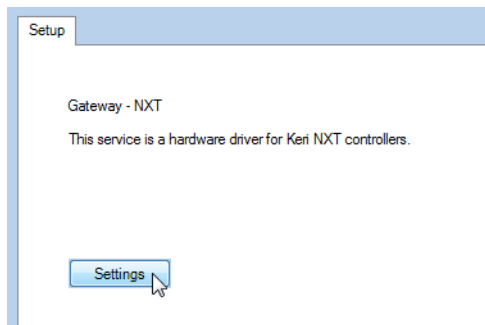 Setup
Gateway - NXT
This service is a hardware driver for Keri NXT controllers.
Settings